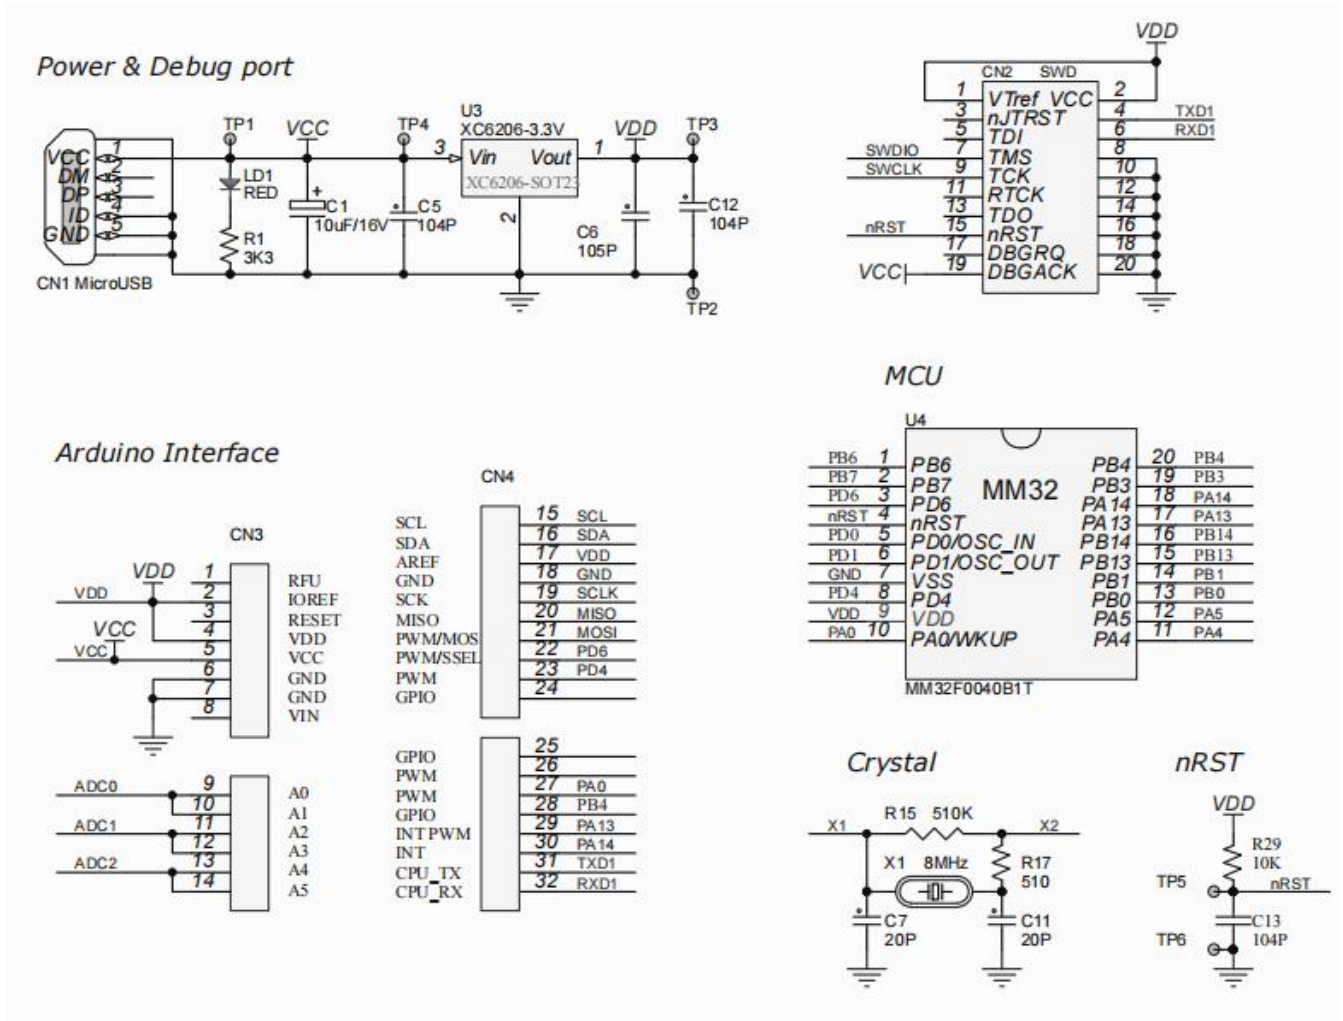 Power & Debug port
TP1
VCC
TP4
U3
XC6206-3.3V
VDD
TP3
VCC 1
DM 2
DP 3
ID 4
GND 5
CN1 MicroUSB
LD1
RED
R1
3K3
+
C1
10uF/16V
C5
104P
3
Vin
Vout
1
XC6206-SOT23
2
C6
105P
C12
104P
TP2
VDD
CN2 SWD
1 VTref VCC 2
3 nJTRST 4 TXD1
5 TDI 6 RXD1
SWDIO 7 TMS 8
SWCLK 9 TCK 10
11 RTCK 12
13 TDO 14
nRST 15 nRST 16
17 DBGRQ 18
VCC 19 DBGACK 20
MCU
U4
MM32
PB6 1 PB6 PB4 20 PB4
PB7 2 PB7 PB3 19 PB3
PD6 3 PD6 PA14 18 PA14
nRST 4 nRST PA13 17 PA13
PD0 5 PD0/OSC_IN PB14 16 PB14
PD1 6 PD1/OSC_OUT PB13 15 PB13
GND 7 VSS PB1 14 PB1
PD4 8 PD4 PB0 13 PB0
VDD 9 VDD PA5 12 PA5
PA0 10 PA0/WKUP PA4 11 PA4
MM32F0040B1T
Arduino Interface
CN3
VDD
VDD
VCC
VCC
1 RFU
2 IOREF
3 RESET
4 VDD
5 VCC
6 GND
7 GND
8 VIN
ADC0 9 A0
10 A1
ADC1 11 A2
12 A3
ADC2 13 A4
14 A5
CN4
SCL 15 SCL
SDA 16 SDA
AREF 17 VDD
GND 18 GND
SCK 19 SCLK
MISO 20 MISO
PWM/MOS 21 MOSI
PWM/SSEL 22 PD6
PWM 23 PD4
GPIO 24
GPIO 25
PWM 26
PWM 27 PA0
GPIO 28 PB4
INT PWM 29 PA13
INT 30 PA14
CPU_TX 31 TXD1
CPU_RX 32 RXD1
Crystal
X1
R15 510K
X2
X1 8MHz
R17
510
C7
20P
C11
20P
nRST
VDD
R29
10K
TP5
nRST
C13
104P
TP6